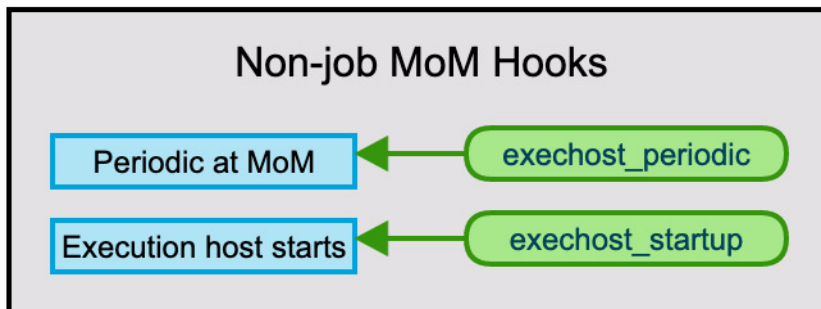 Non-job MoM Hooks
Periodic at MoM
exechost_periodic
Execution host starts
exechost_startup